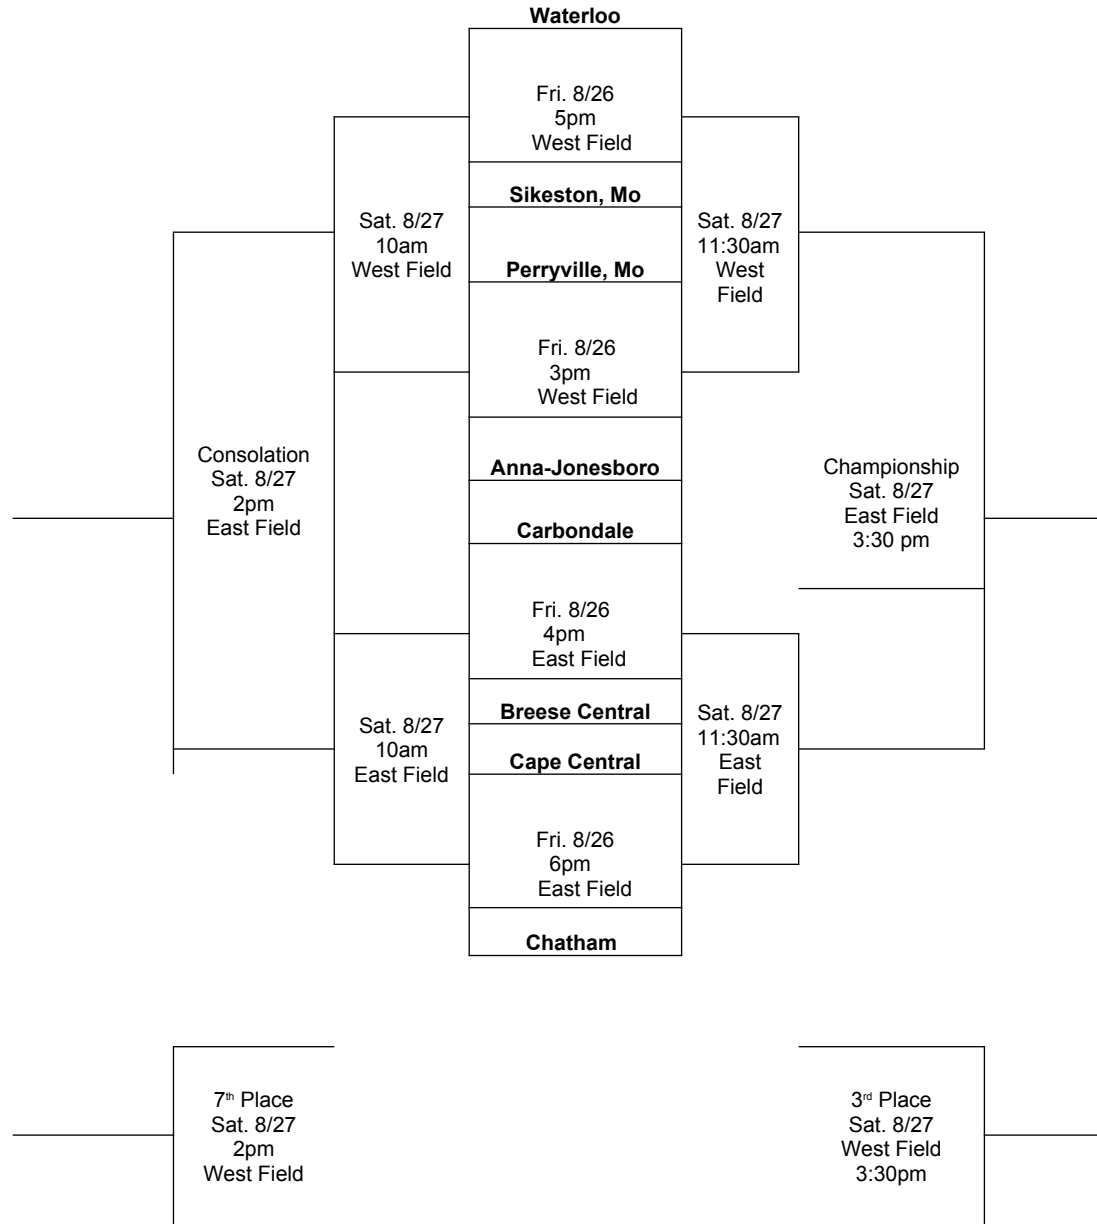 Waterloo
Fri. 8/26
5pm
West Field
Sikeston, Mo
Sat. 8/27
10am
West Field
Sat. 8/27
11:30am
West
Field
Perryville, Mo
Fri. 8/26
3pm
West Field
Consolation
Sat. 8/27
2pm
East Field
Anna-Jonesboro
Championship
Sat. 8/27
East Field
3:30 pm
Carbondale
Fri. 8/26
4pm
East Field
Breese Central
Sat. 8/27
10am
East Field
Sat. 8/27
11:30am
East
Field
Cape Central
Fri. 8/26
6pm
East Field
Chatham
7th Place
Sat. 8/27
2pm
West Field
3rd Place
Sat. 8/27
West Field
3:30pm